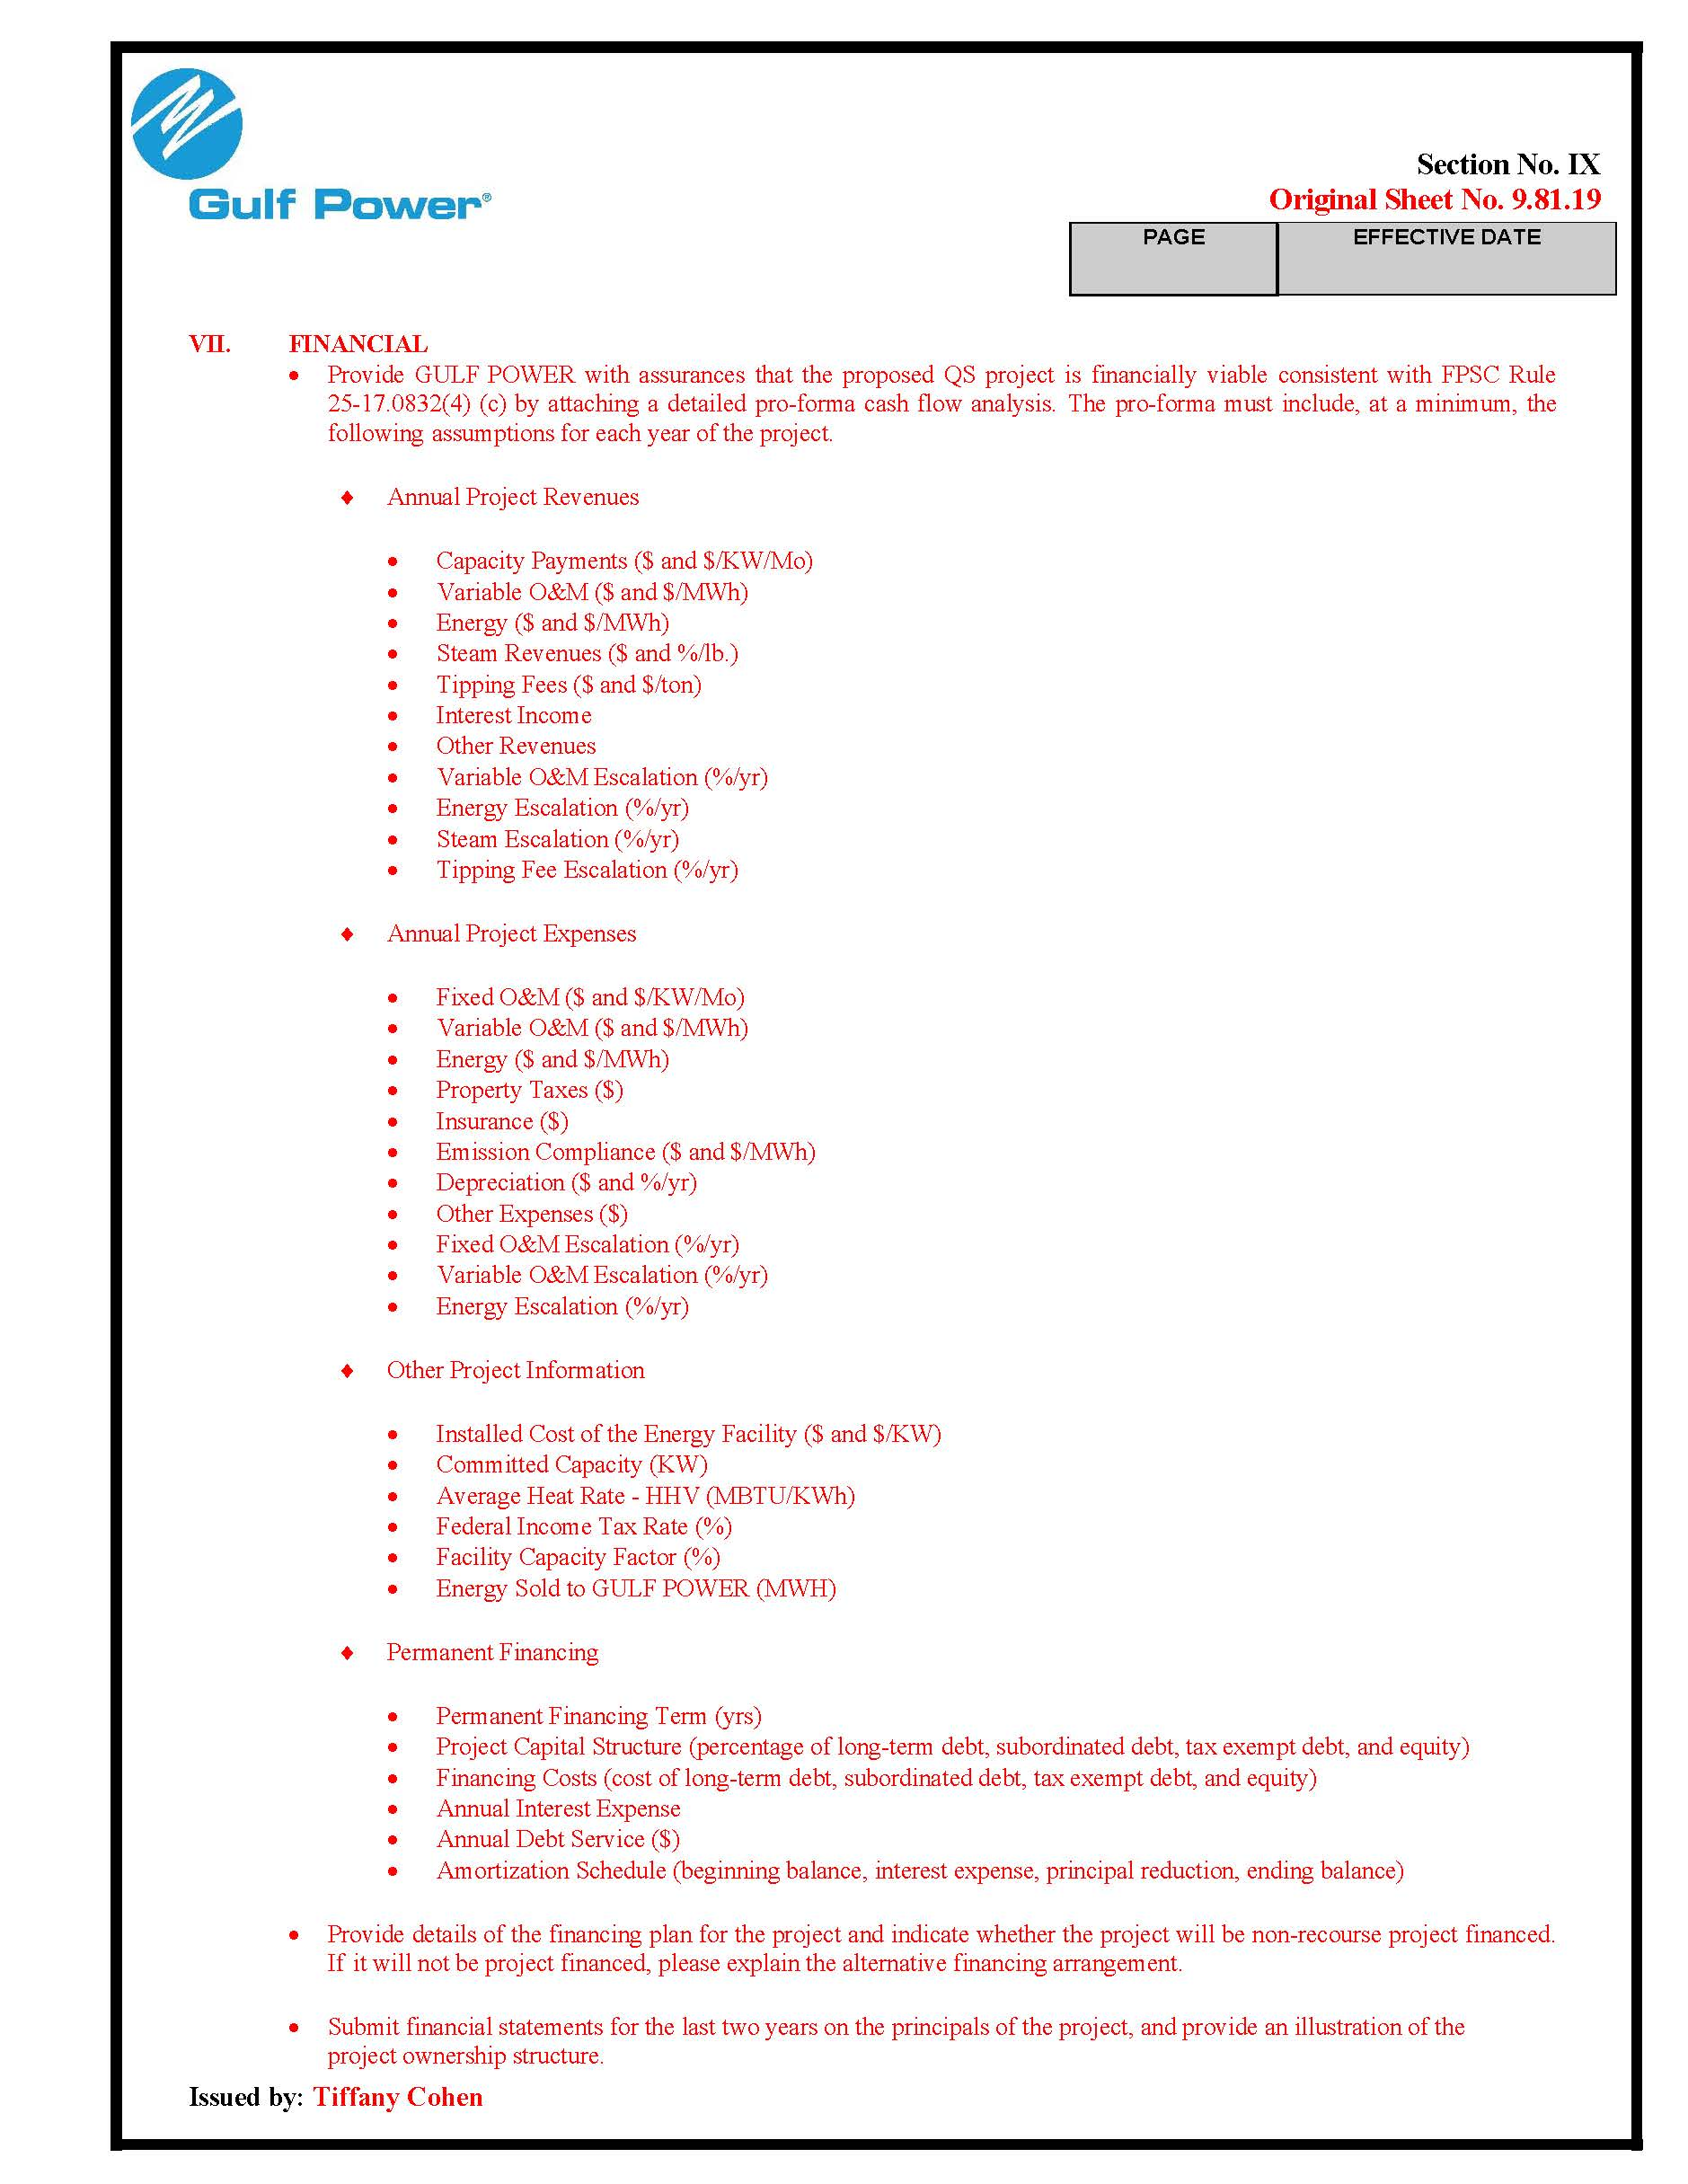 Gulf Power®
Section No. IX
Original Sheet No. 9.81.19
PAGE
EFFECTIVE DATE
VII. FINANCIAL
• Provide GULF POWER with assurances that the proposed QS project is financially viable consistent with FPSC Rule
25-17.0832(4) (c) by attaching a detailed pro-forma cash flow analysis. The pro-forma must include, at a minimum, the
following assumptions for each year of the project.
♦ Annual Project Revenues
• Capacity Payments ($ and $/KW/Mo)
• Variable O&M ($ and $/MWh)
• Energy ($ and $/MWh)
• Steam Revenues ($ and %/lb.)
• Tipping Fees ($ and $/ton)
• Interest Income
• Other Revenues
• Variable O&M Escalation (%/yr)
• Energy Escalation (%/yr)
• Steam Escalation (%/yr)
• Tipping Fee Escalation (%/yr)
♦ Annual Project Expenses
• Fixed O&M ($ and $/KW/Mo)
• Variable O&M ($ and $/MWh)
• Energy ($ and $/MWh)
• Property Taxes ($)
• Insurance ($)
• Emission Compliance ($ and $/MWh)
• Depreciation ($ and %/yr)
• Other Expenses ($)
• Fixed O&M Escalation (%/yr)
• Variable O&M Escalation (%/yr)
• Energy Escalation (%/yr)
♦ Other Project Information
• Installed Cost of the Energy Facility ($ and $/KW)
• Committed Capacity (KW)
• Average Heat Rate - HHV (MBTU/KWh)
• Federal Income Tax Rate (%)
• Facility Capacity Factor (%)
• Energy Sold to GULF POWER (MWH)
♦ Permanent Financing
• Permanent Financing Term (yrs)
• Project Capital Structure (percentage of long-term debt, subordinated debt, tax exempt debt, and equity)
• Financing Costs (cost of long-term debt, subordinated debt, tax exempt debt, and equity)
• Annual Interest Expense
• Annual Debt Service ($)
• Amortization Schedule (beginning balance, interest expense, principal reduction, ending balance)
• Provide details of the financing plan for the project and indicate whether the project will be non-recourse project financed.
If it will not be project financed, please explain the alternative financing arrangement.
• Submit financial statements for the last two years on the principals of the project, and provide an illustration of the
project ownership structure.
Issued by: Tiffany Cohen